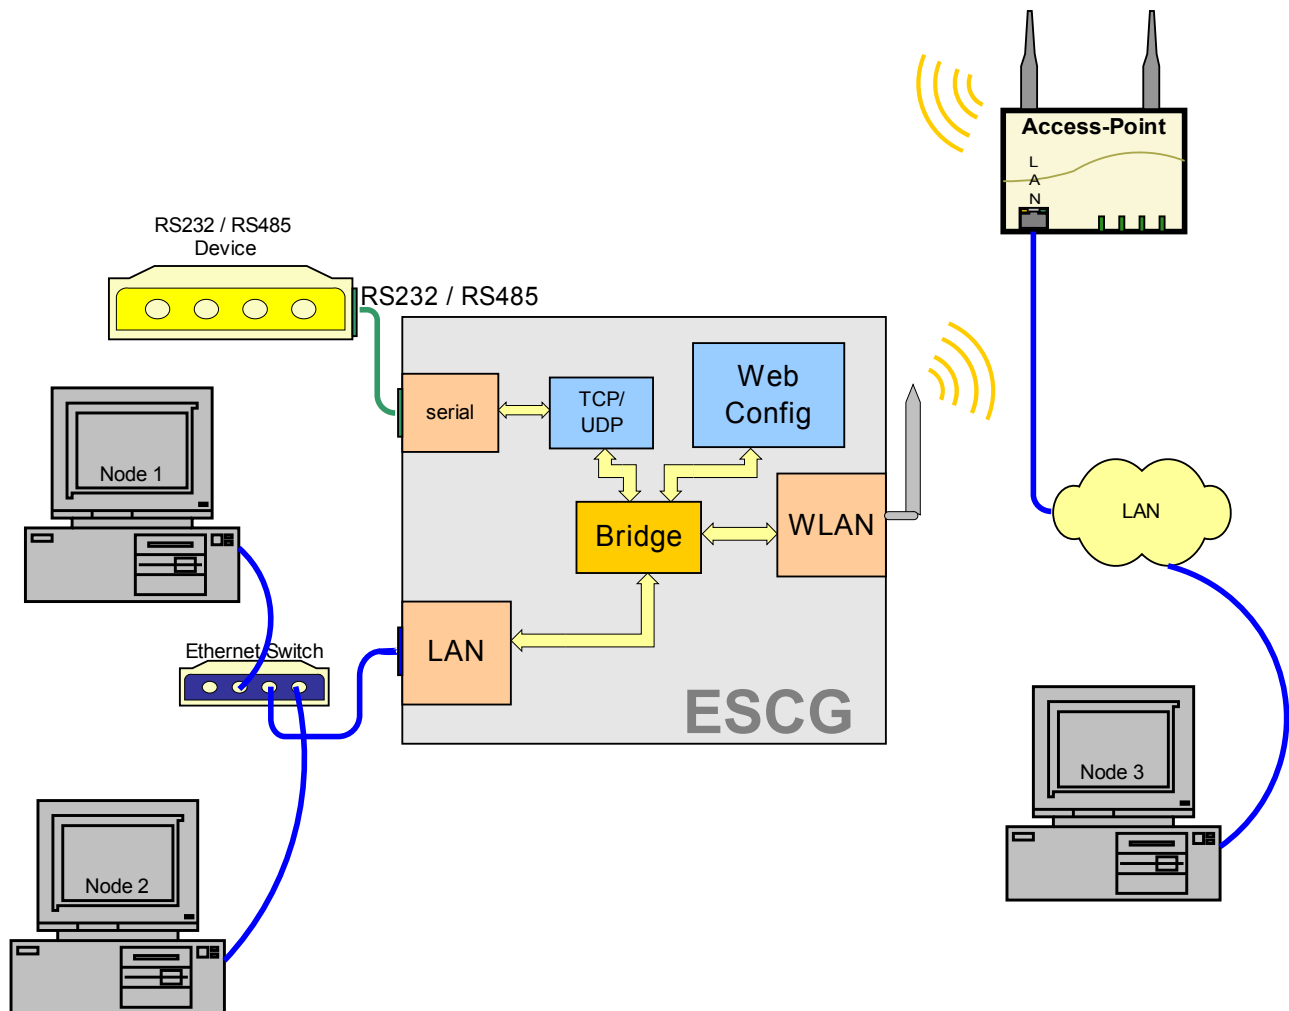 Access-Point
L
A
N
RS232 / RS485
Device
RS232 / RS485
Web
Config
TCP/
UDP
serial
Node 1
Bridge
WLAN
LAN
Ethernet Switch
LAN
ESCG
Node 3
Node 2